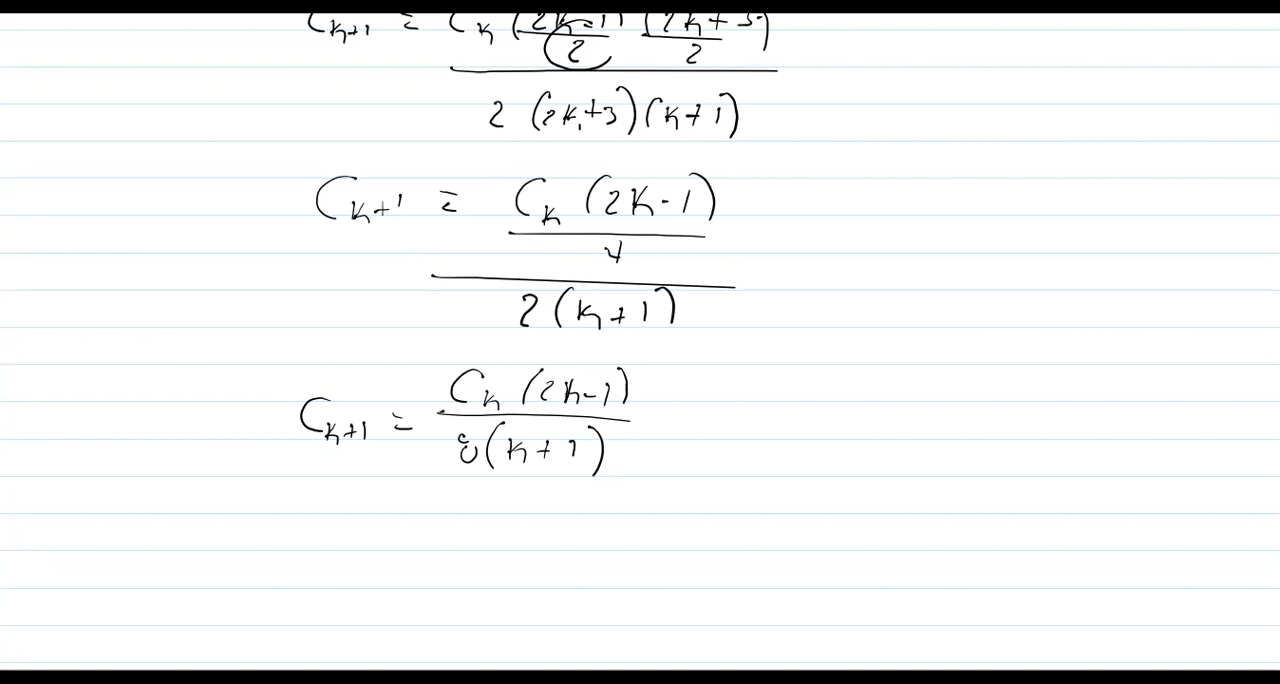 C_{k+1} = C_k (2k-1)/2 (2k+3)/2
2 (2k+3)(k+1)
C_{k+1} = C_k (2k-1)
4
2(k+1)
C_{k+1} = C_k (2k-1)
8(k+1)